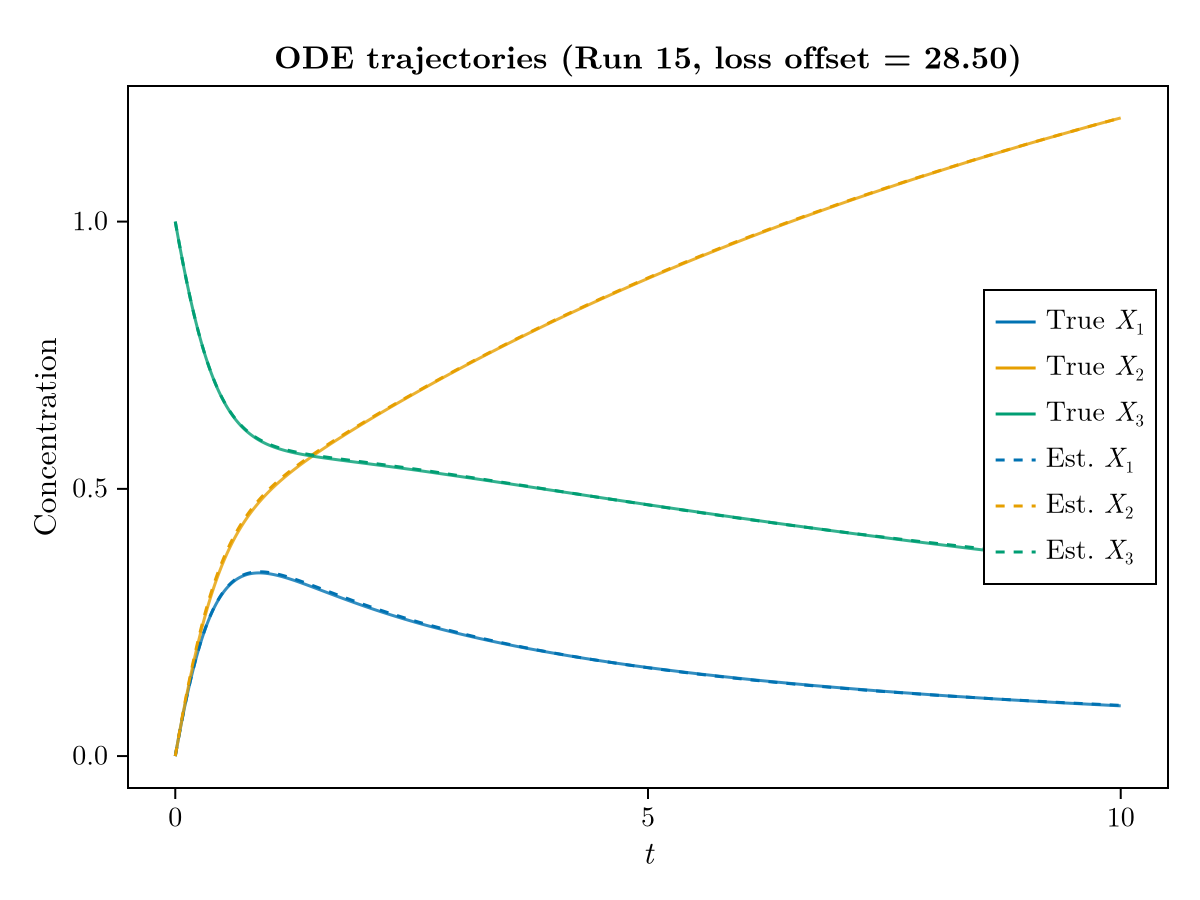 ODE trajectories (Run 15, loss offset = 28.50)
Concentration
1.0
0.5
0.0
0
5
10
t
True X₁
True X₂
True X₃
Est. X₁
Est. X₂
Est. X₃